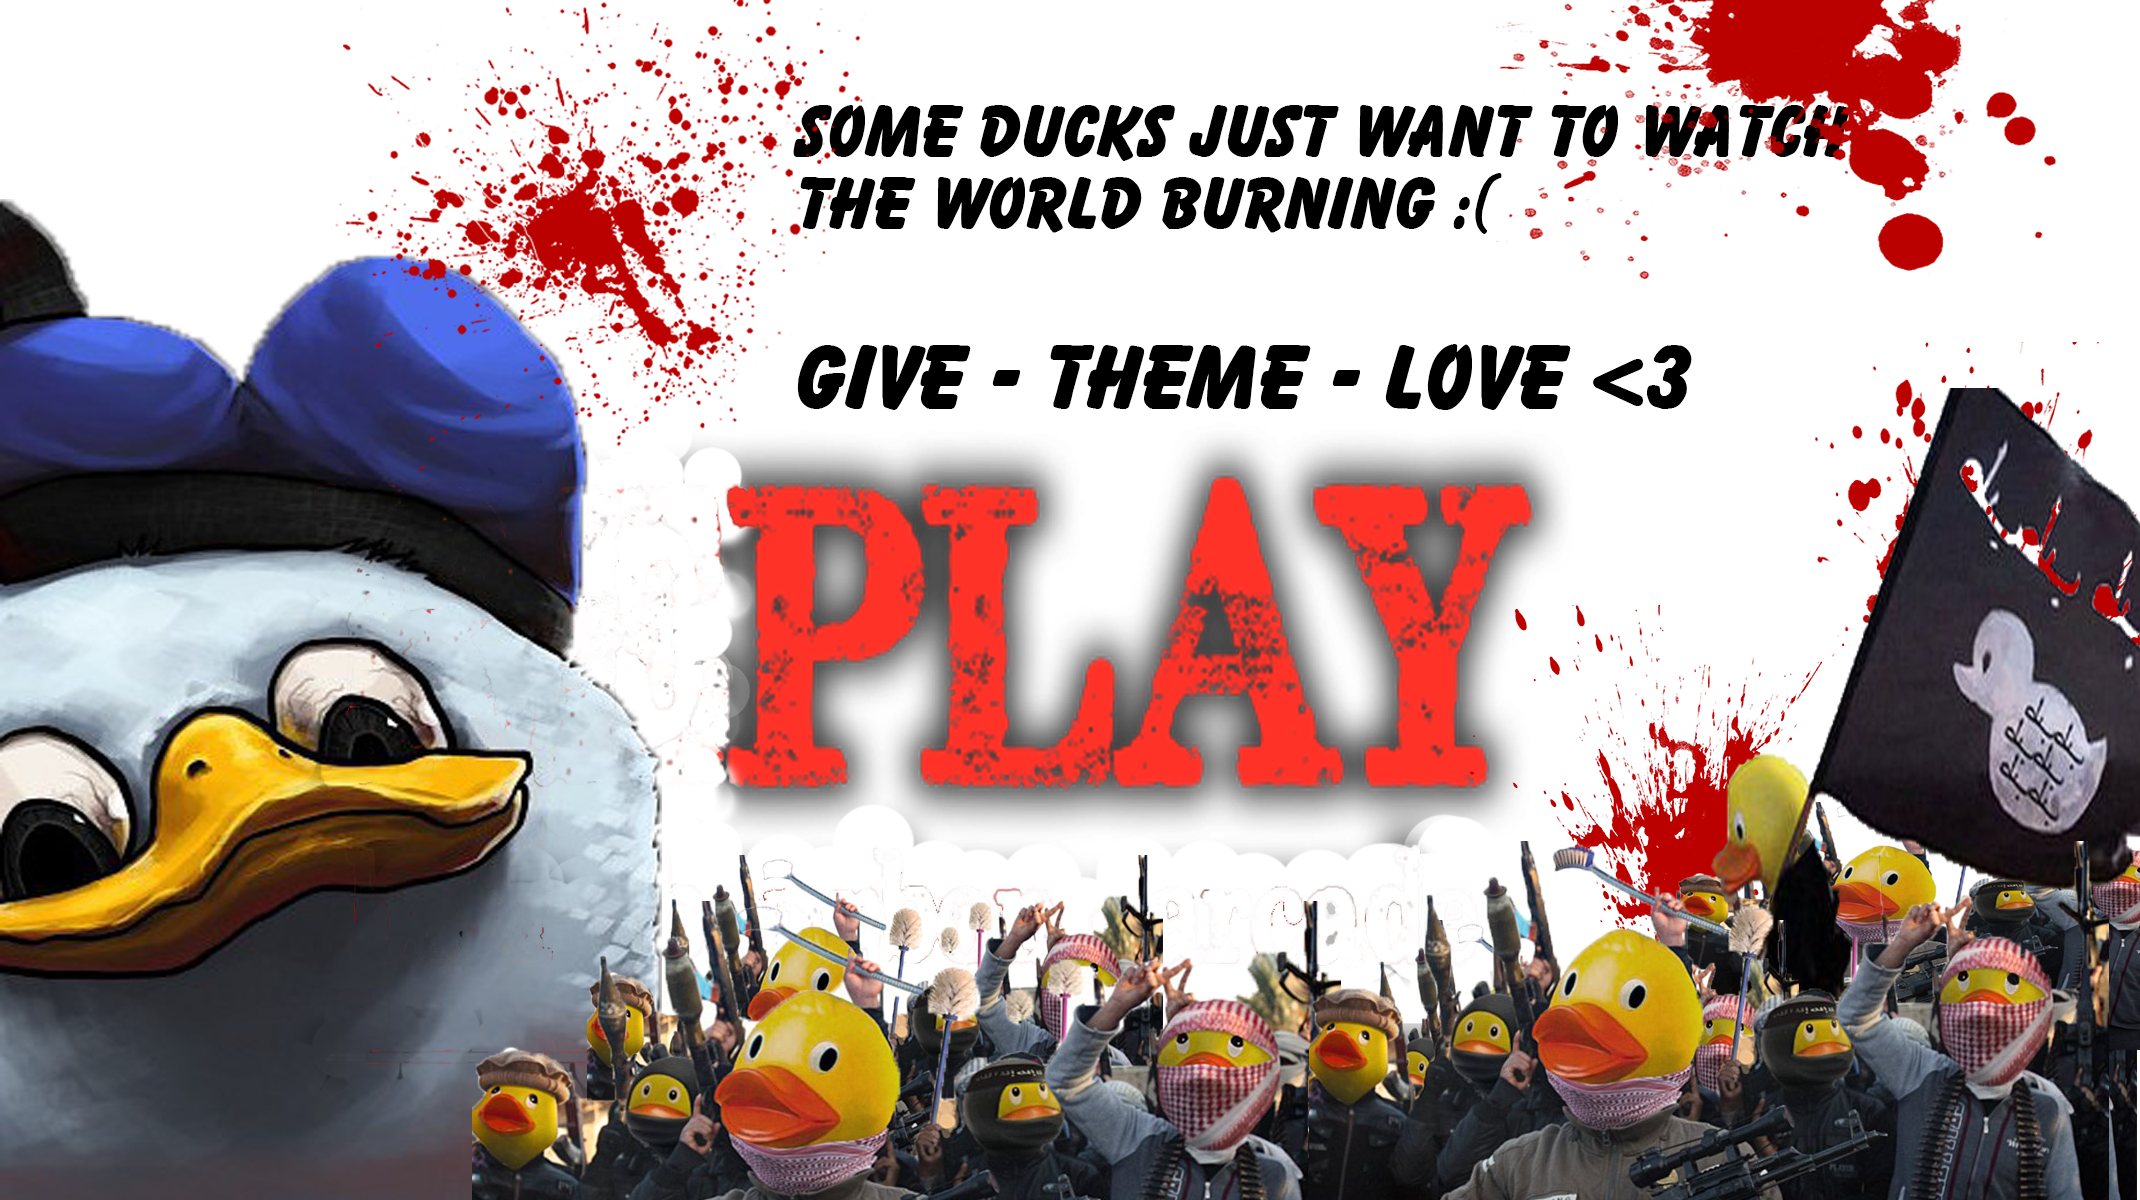 SOME DUCKS JUST WANT TO WATCH
THE WORLD BURNING :(
GIVE - THEME - LOVE <3
PLAY